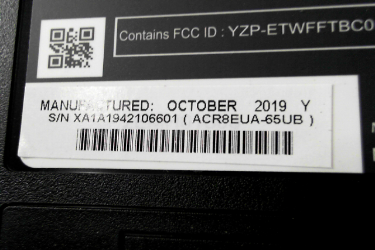 Contains FCC ID : YZP-ETWFFTBC0
MANUFACTURED: OCTOBER 2019 Y
S/N XA1A1942106601 ( ACR8EUA-65UB )